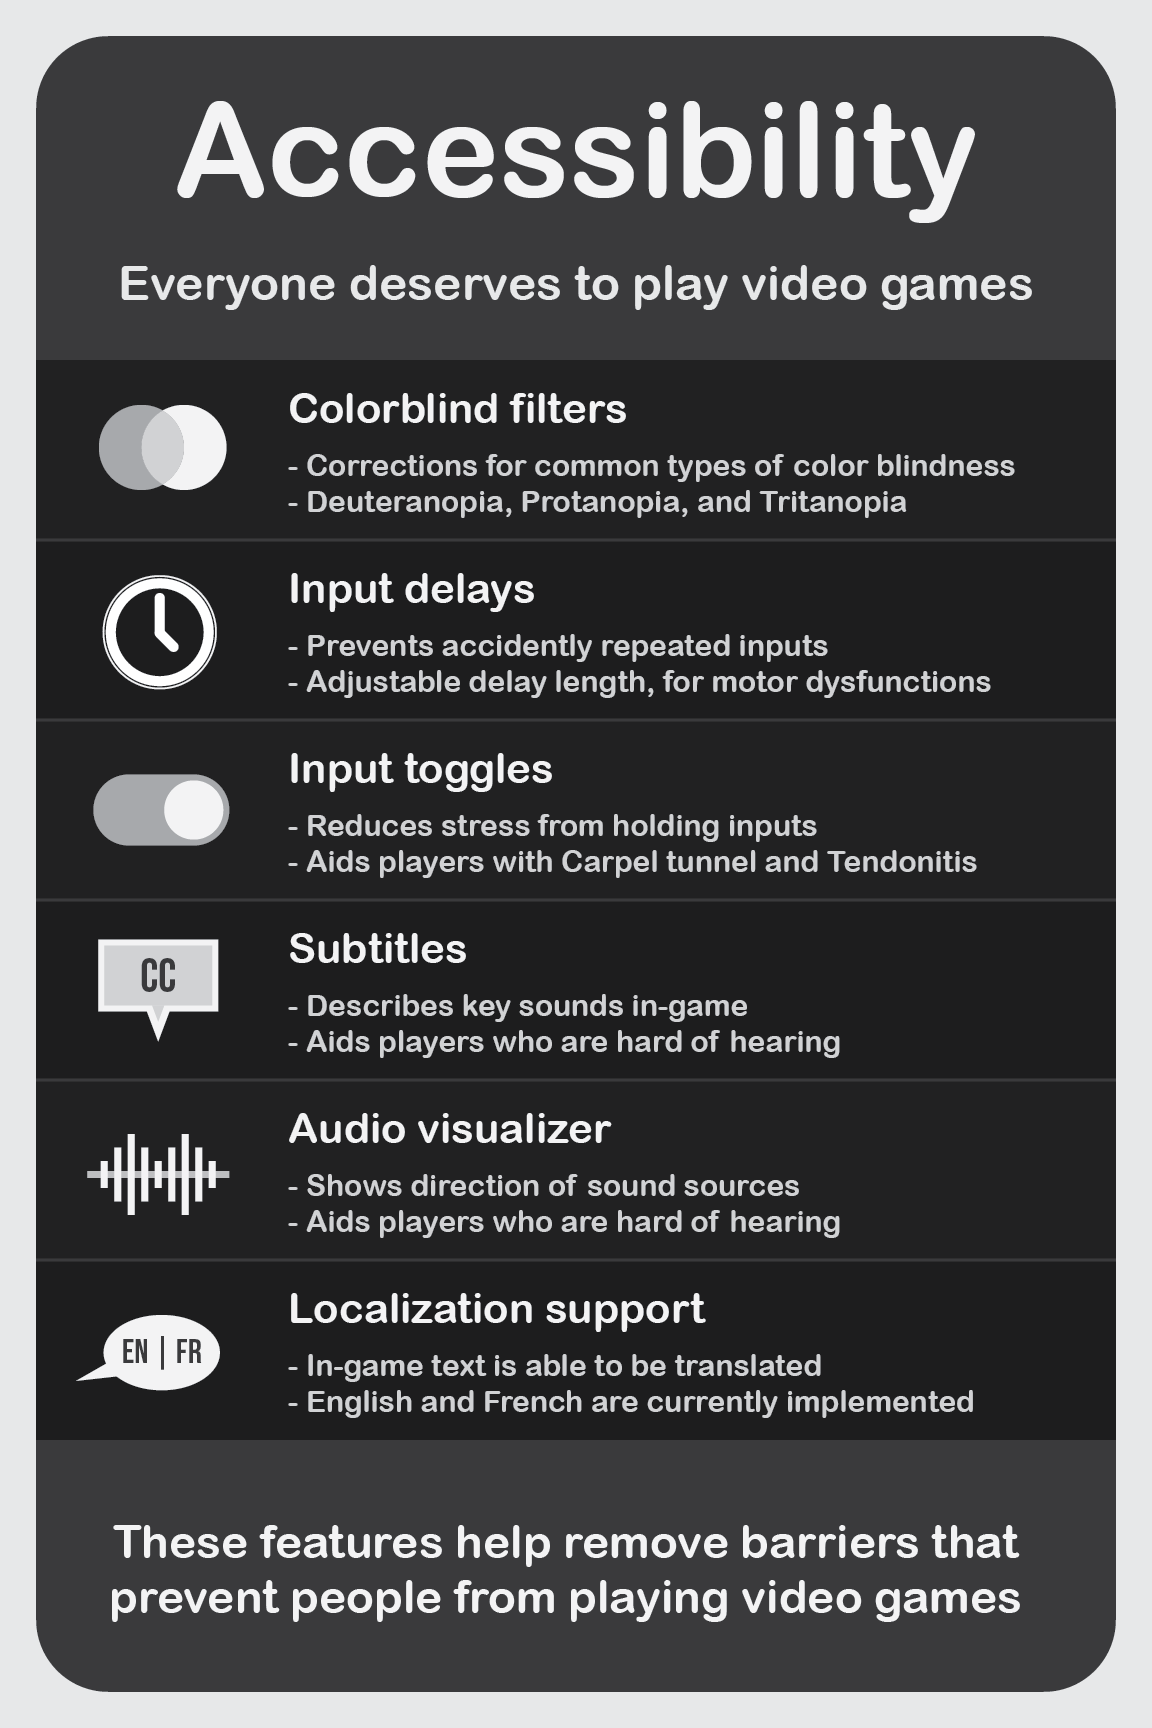 Accessibility
Everyone deserves to play video games
Colorblind filters
- Corrections for common types of color blindness
- Deuteranopia, Protanopia, and Tritanopia
Input delays
- Prevents accidently repeated inputs
- Adjustable delay length, for motor dysfunctions
Input toggles
- Reduces stress from holding inputs
- Aids players with Carpel tunnel and Tendonitis
CC
Subtitles
- Describes key sounds in-game
- Aids players who are hard of hearing
Audio visualizer
- Shows direction of sound sources
- Aids players who are hard of hearing
EN | FR
Localization support
- In-game text is able to be translated
- English and French are currently implemented
These features help remove barriers that
prevent people from playing video games